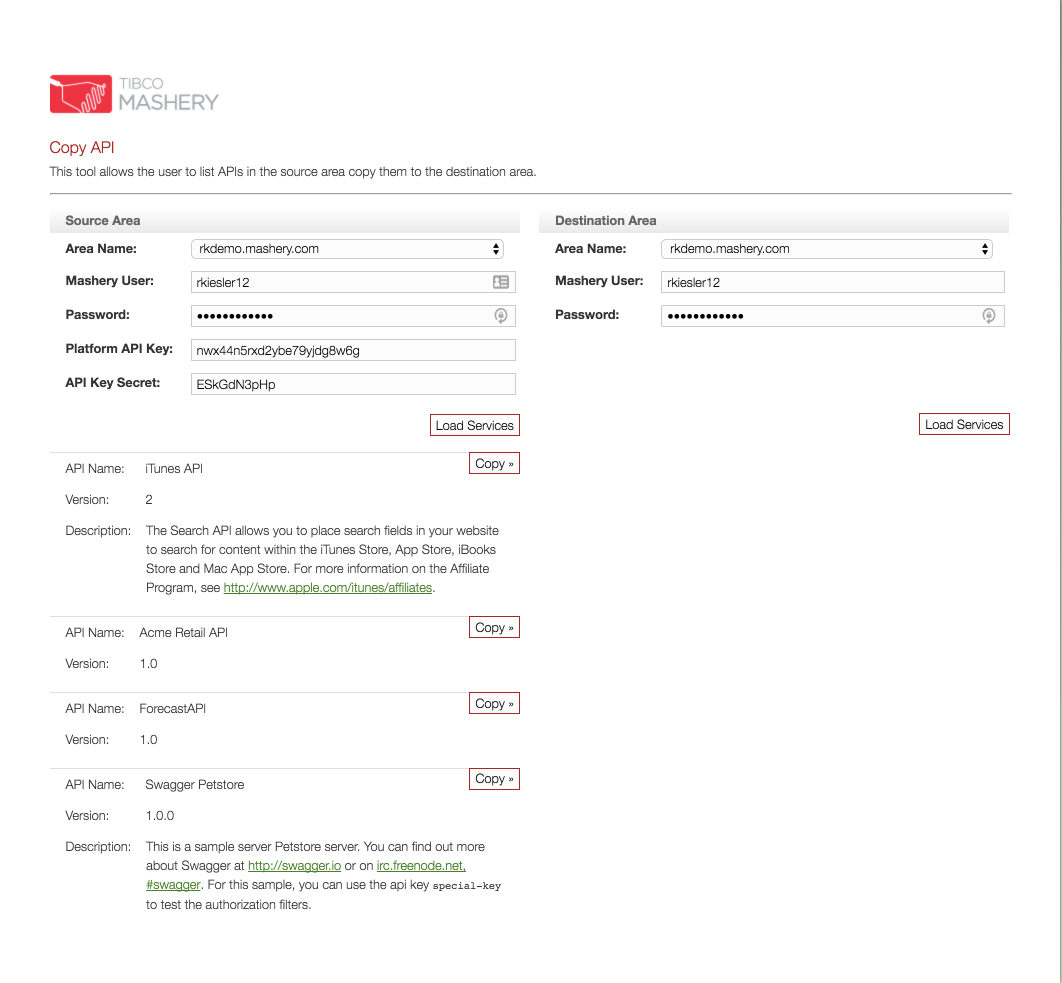 TIBCO
MASHERY
Copy API
This tool allows the user to list APIs in the source area copy them to the destination area.
Source Area
Area Name: rkdemo.mashery.com
Mashery User: rkiesler12
Password: ••••••••••••
Platform API Key: nwx44n5rxd2ybe79yjdg8w6g
API Key Secret: ESkGdN3pHp
Load Services
Destination Area
Area Name: rkdemo.mashery.com
Mashery User: rkiesler12
Password: ••••••••••••
Load Services
API Name: iTunes API
Copy »
Version: 2
Description: The Search API allows you to place search fields in your website
to search for content within the iTunes Store, App Store, iBooks
Store and Mac App Store. For more information on the Affiliate
Program, see http://www.apple.com/itunes/affiliates.
API Name: Acme Retail API
Copy »
Version: 1.0
API Name: ForecastAPI
Copy »
Version: 1.0
API Name: Swagger Petstore
Copy »
Version: 1.0.0
Description: This is a sample server Petstore server. You can find out more
about Swagger at http://swagger.io or on irc.freenode.net,
#swagger. For this sample, you can use the api key special-key
to test the authorization filters.